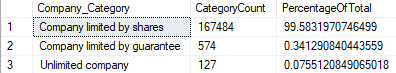 Company_Category CategoryCount PercentageOfTotal
1 Company limited by shares 167484 99.5831970746499
2 Company limited by guarantee 574 0.341290840443559
3 Unlimited company 127 0.0755120849065018